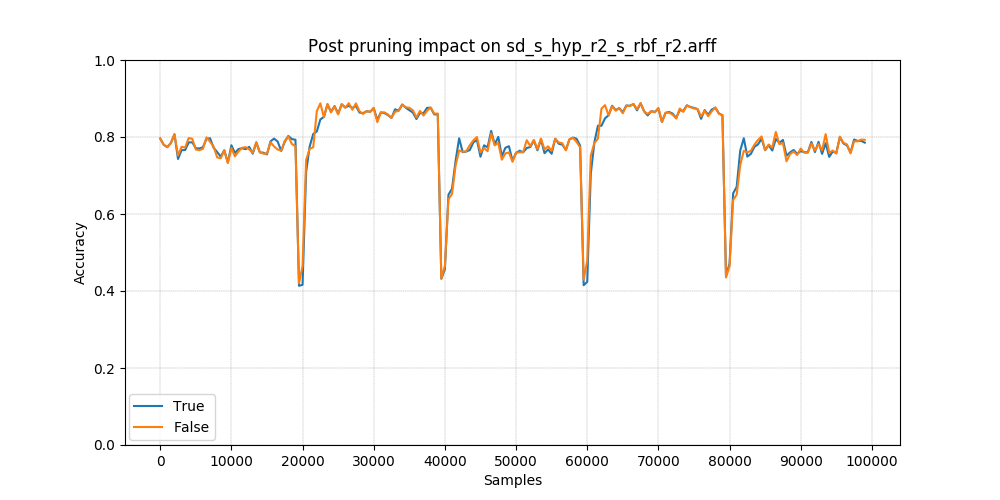 Post pruning impact on sd_s_hyp_r2_s_rbf_r2.arff
1.0
0.8
0.6
0.4
0.2
0.0
Accuracy
True
False
0 10000 20000 30000 40000 50000 60000 70000 80000 90000 100000
Samples